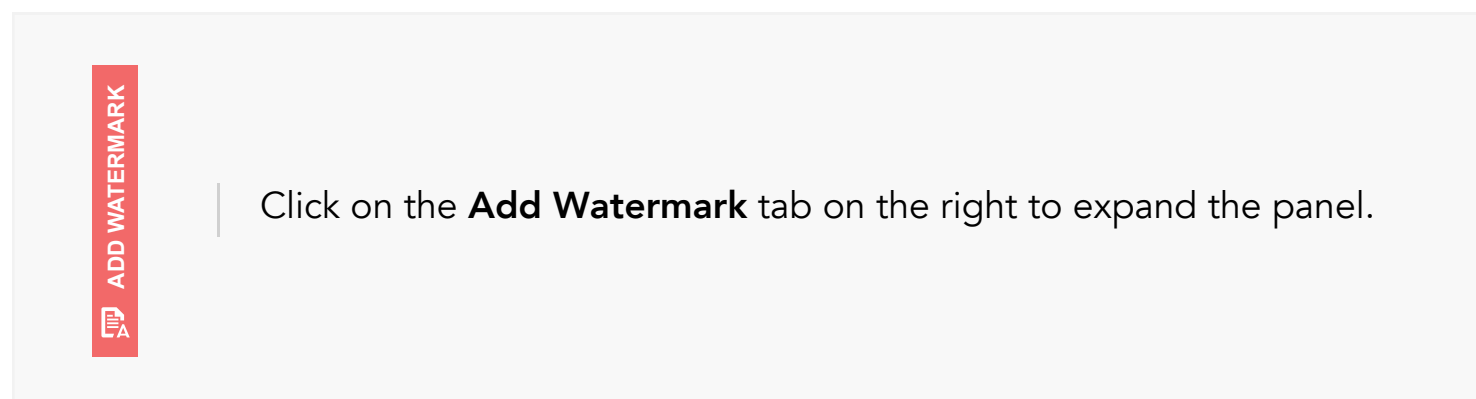 ADD WATERMARK
Click on the Add Watermark tab on the right to expand the panel.